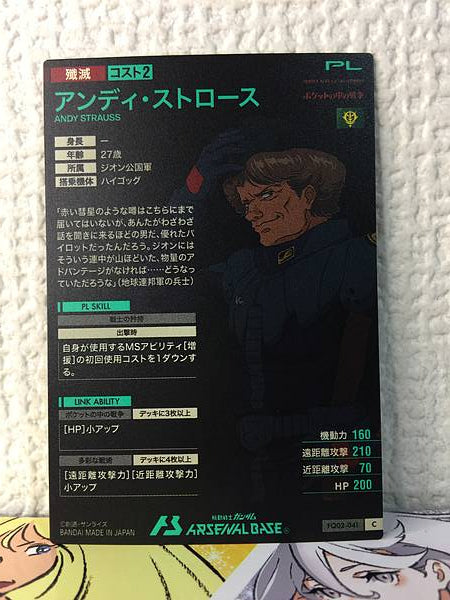 殲滅 コスト2
PL
アンディ・ストロース
ANDY STRAUSS
ポケットの中の戦争
身長 ー
年齢 27歳
所属 ジオン公国軍
搭乗機体 ハイゴッグ
「赤い彗星のような噂はこちらにまで
届いてはいないが、あんたがわざわざ
話を聞きに来るほどの男だ、優れたパ
イロットだったんだろう。ジオンには
そういう連中が山ほどいた、物量のア
ドバンテージがなければ……どうなっ
ていただろうな」(地球連邦軍の兵士)
PL SKILL
戦士の矜持
出撃時
自身が使用するMSアビリティ[増
援]の初回使用コストを1ダウンす
る。
LINK ABILITY
ポケットの中の戦争 デッキに3枚以上
[HP]小アップ
多彩な戦術 デッキに4枚以上
[遠距離攻撃力][近距離攻撃力]
小アップ
機動力 160
遠距離攻撃 210
近距離攻撃 70
HP 200
©創通・サンライズ
BANDAI MADE IN JAPAN
機動戦士ガンダム
ARSENAL BASE
FQ02-041 C